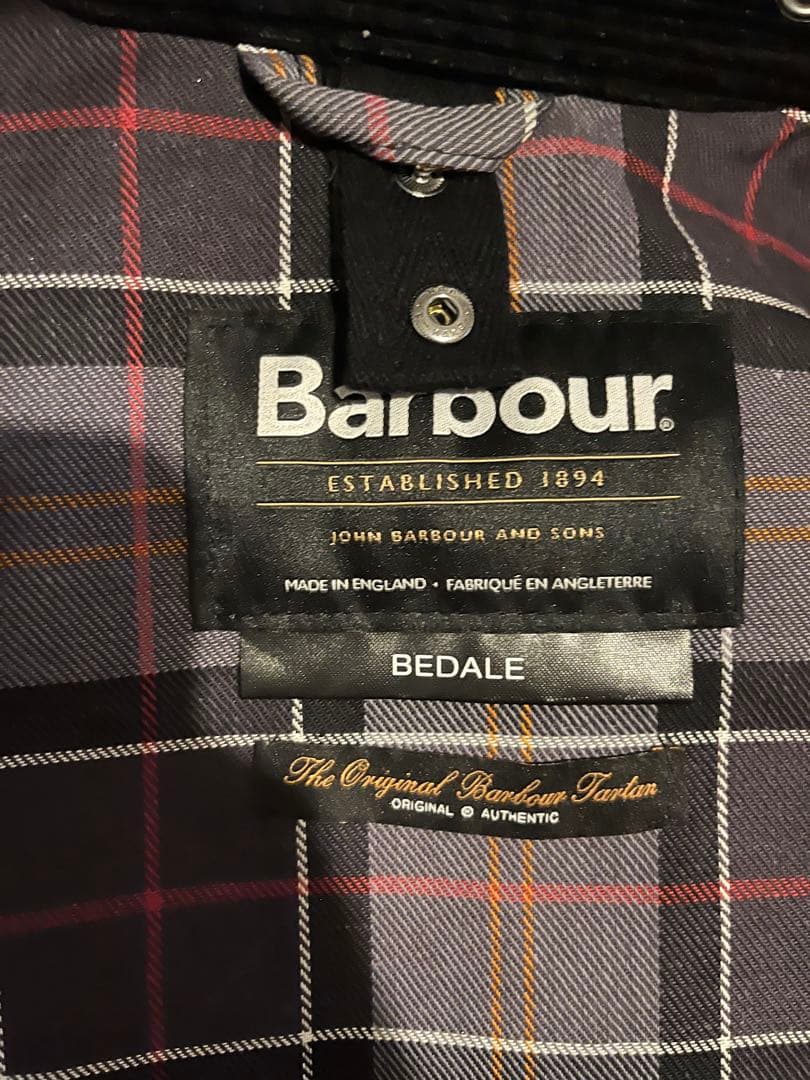 Barbour®
ESTABLISHED 1894
JOHN BARBOUR AND SONS
MADE IN ENGLAND • FABRIQUÉ EN ANGLETERRE
BEDALE
The Original Barbour Tartan
ORIGINAL © AUTHENTIC